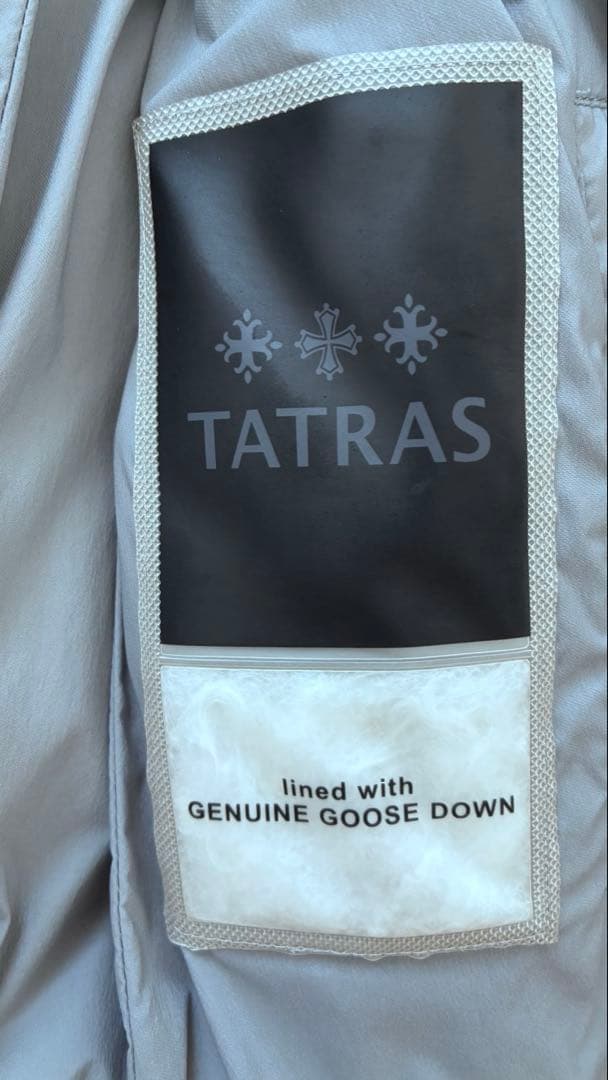 TATRAS
lined with
GENUINE GOOSE DOWN